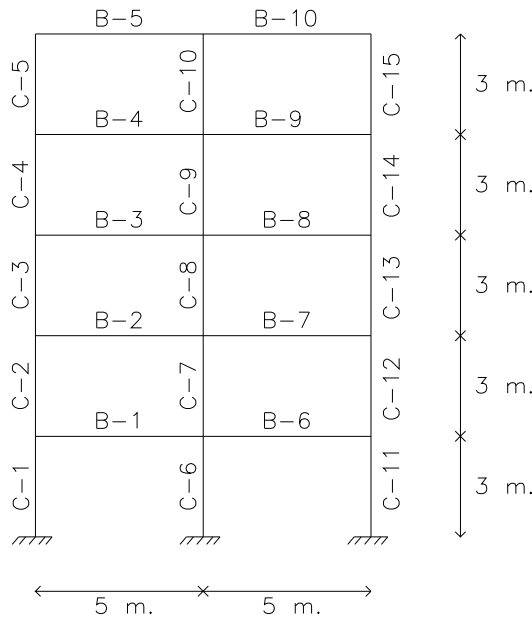 B-5 B-10
C-5 C-10 C-15 3 m.
B-4 B-9
C-4 C-9 C-14 3 m.
B-3 B-8
C-3 C-8 C-13 3 m.
B-2 B-7
C-2 C-7 C-12 3 m.
B-1 B-6
C-1 C-6 C-11 3 m.
5 m. 5 m.